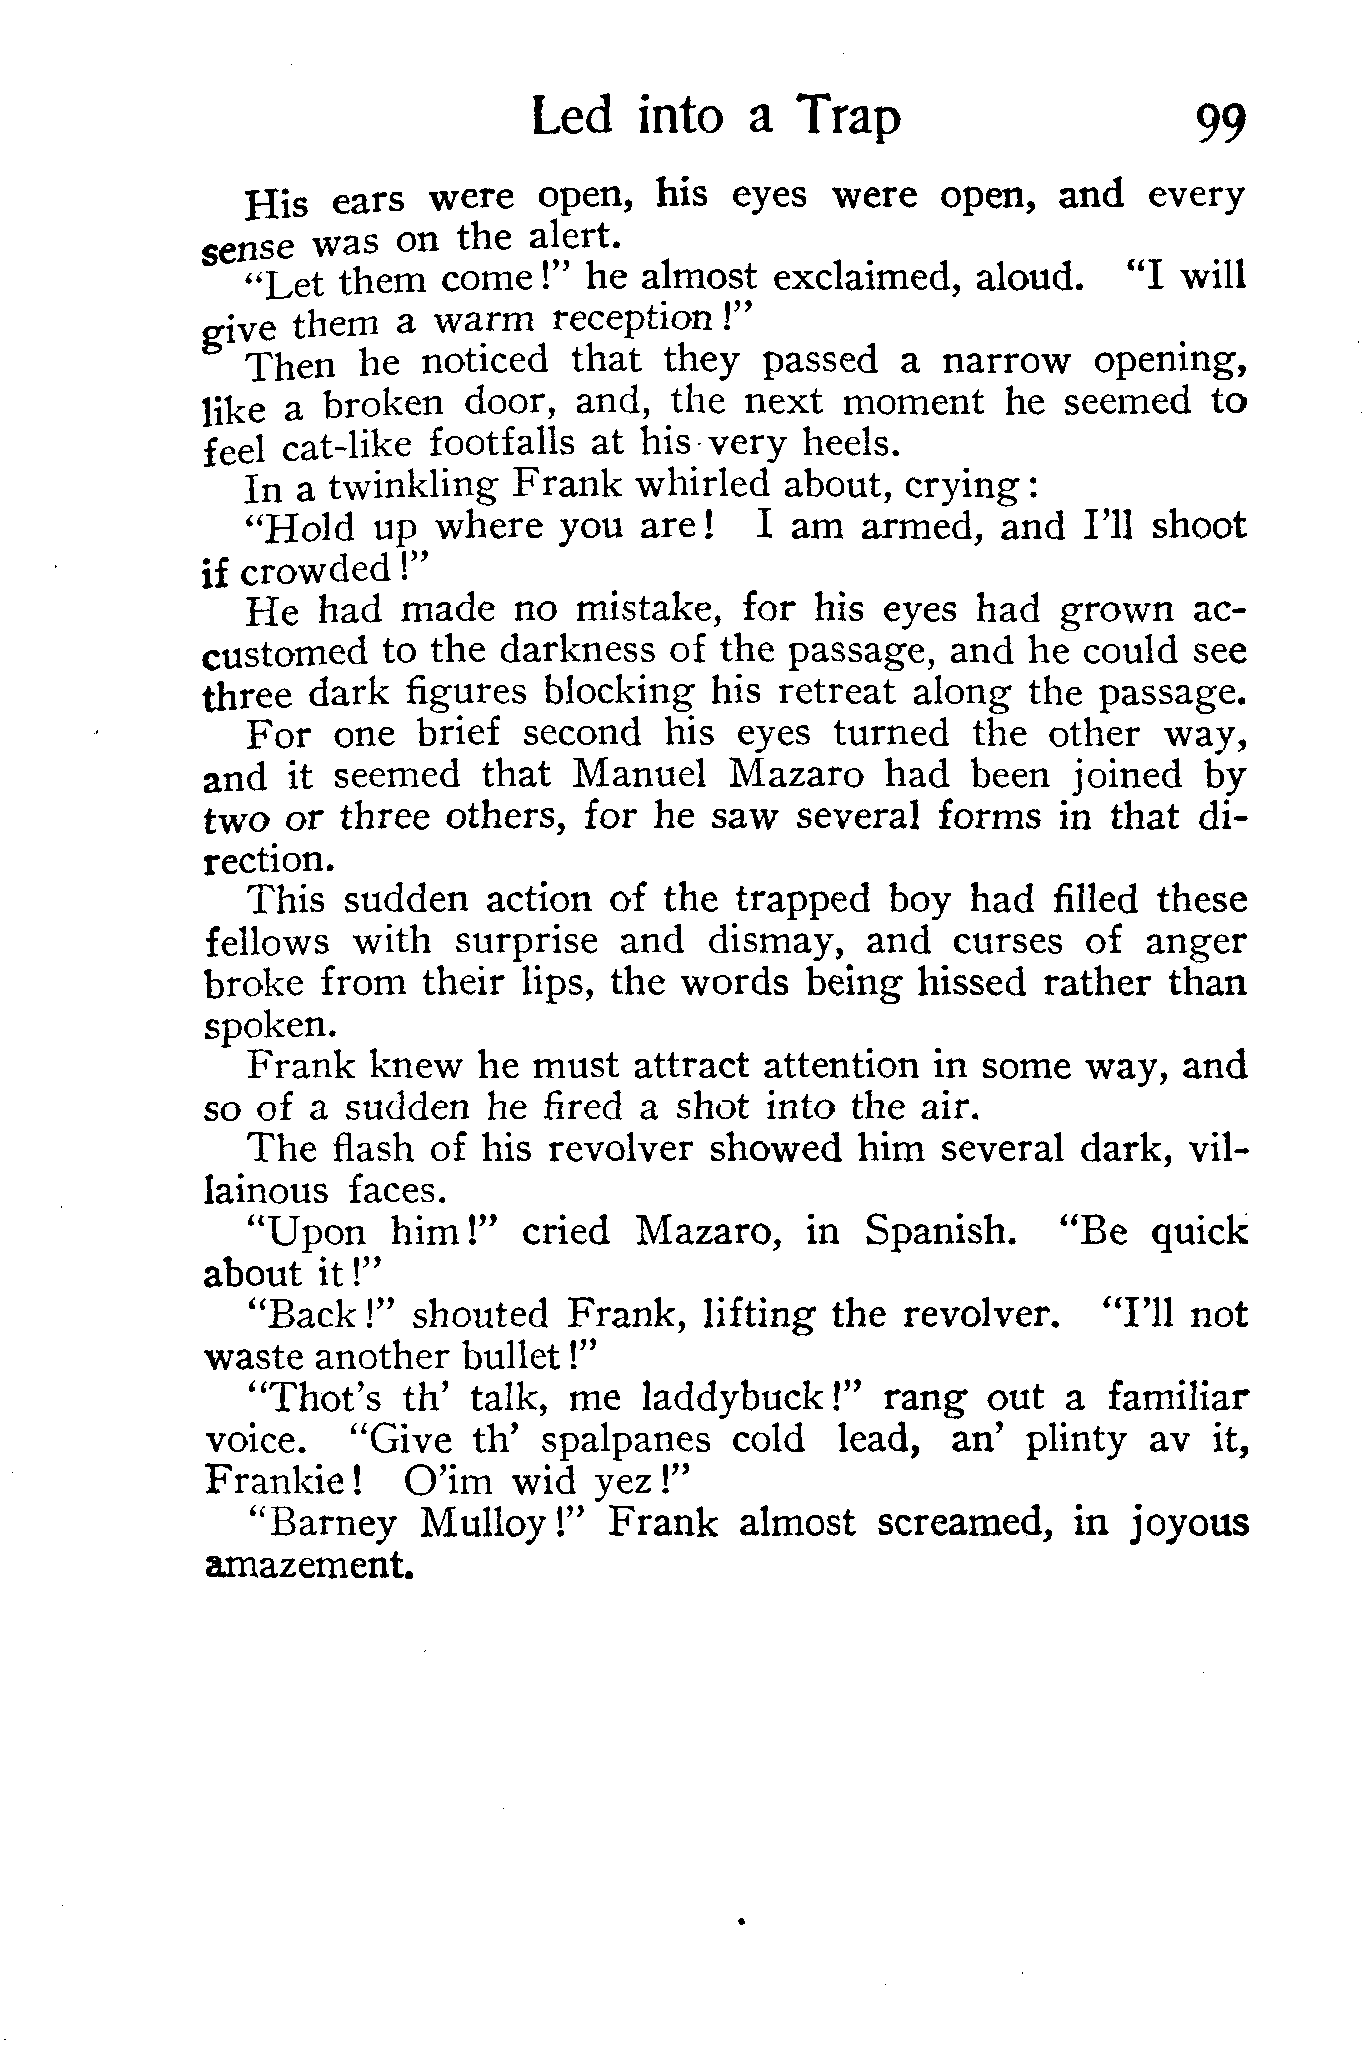 Led into a Trap 99
His ears were open, his eyes were open, and every
sense was on the alert.
“Let them come!” he almost exclaimed, aloud. “I will
give them a warm reception!”
Then he noticed that they passed a narrow opening,
like a broken door, and, the next moment he seemed to
feel cat-like footfalls at his very heels.
In a twinkling Frank whirled about, crying:
“Hold up where you are! I am armed, and I’ll shoot
if crowded!”
He had made no mistake, for his eyes had grown ac-
customed to the darkness of the passage, and he could see
three dark figures blocking his retreat along the passage.
For one brief second his eyes turned the other way,
and it seemed that Manuel Mazaro had been joined by
two or three others, for he saw several forms in that di-
rection.
This sudden action of the trapped boy had filled these
fellows with surprise and dismay, and curses of anger
broke from their lips, the words being hissed rather than
spoken.
Frank knew he must attract attention in some way, and
so of a sudden he fired a shot into the air.
The flash of his revolver showed him several dark, vil-
lainous faces.
“Upon him!” cried Mazaro, in Spanish. “Be quick
about it!”
“Back!” shouted Frank, lifting the revolver. “I’ll not
waste another bullet!”
“Thot’s th’ talk, me laddybuck!” rang out a familiar
voice. “Give th’ spalpanes cold lead, an’ plinty av it,
Frankie! O’im wid yez!”
“Barney Mulloy!” Frank almost screamed, in joyous
amazement.